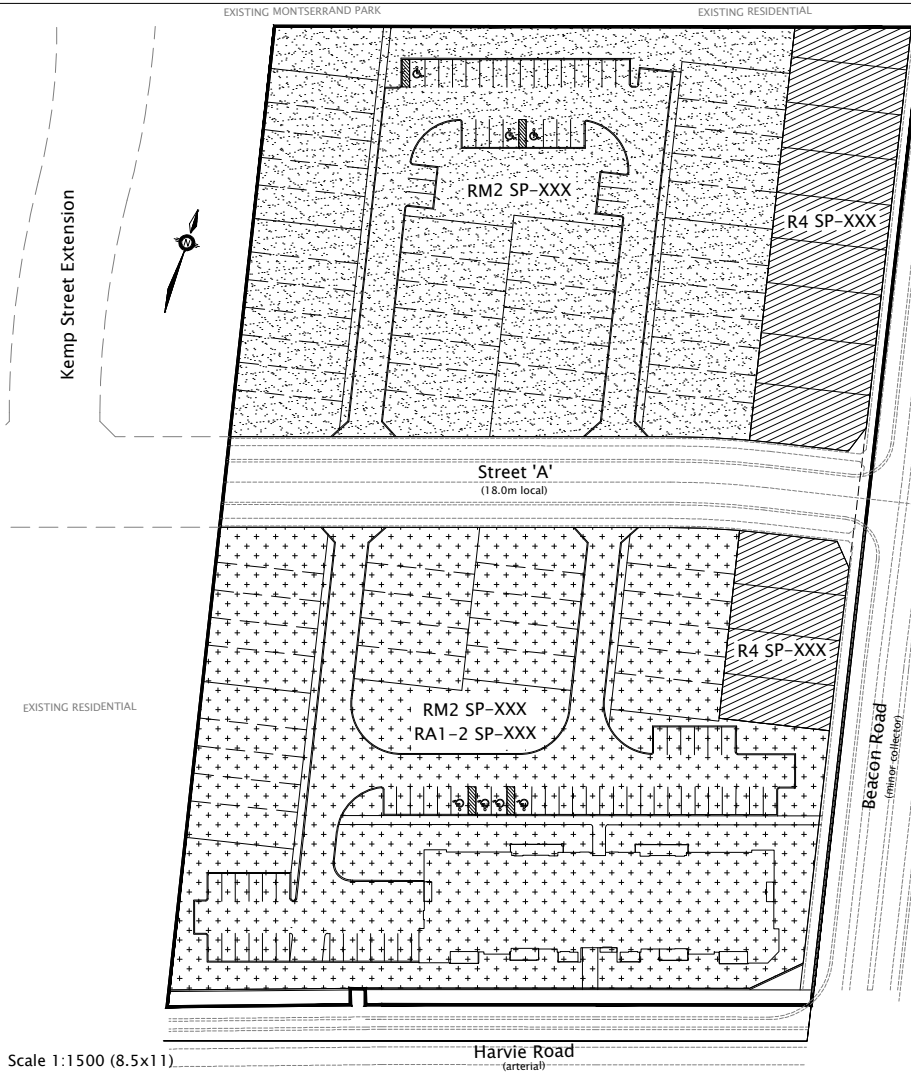 EXISTING MONTSERRAND PARK
EXISTING RESIDENTIAL
Kemp Street Extension
N
RM2 SP-XXX
R4 SP-XXX
Street 'A'
(18.0m local)
R4 SP-XXX
EXISTING RESIDENTIAL
RM2 SP-XXX
RA1-2 SP-XXX
Beacon Road
(minor collector)
Harvie Road
(arterial)
Scale 1:1500 (8.5x11)